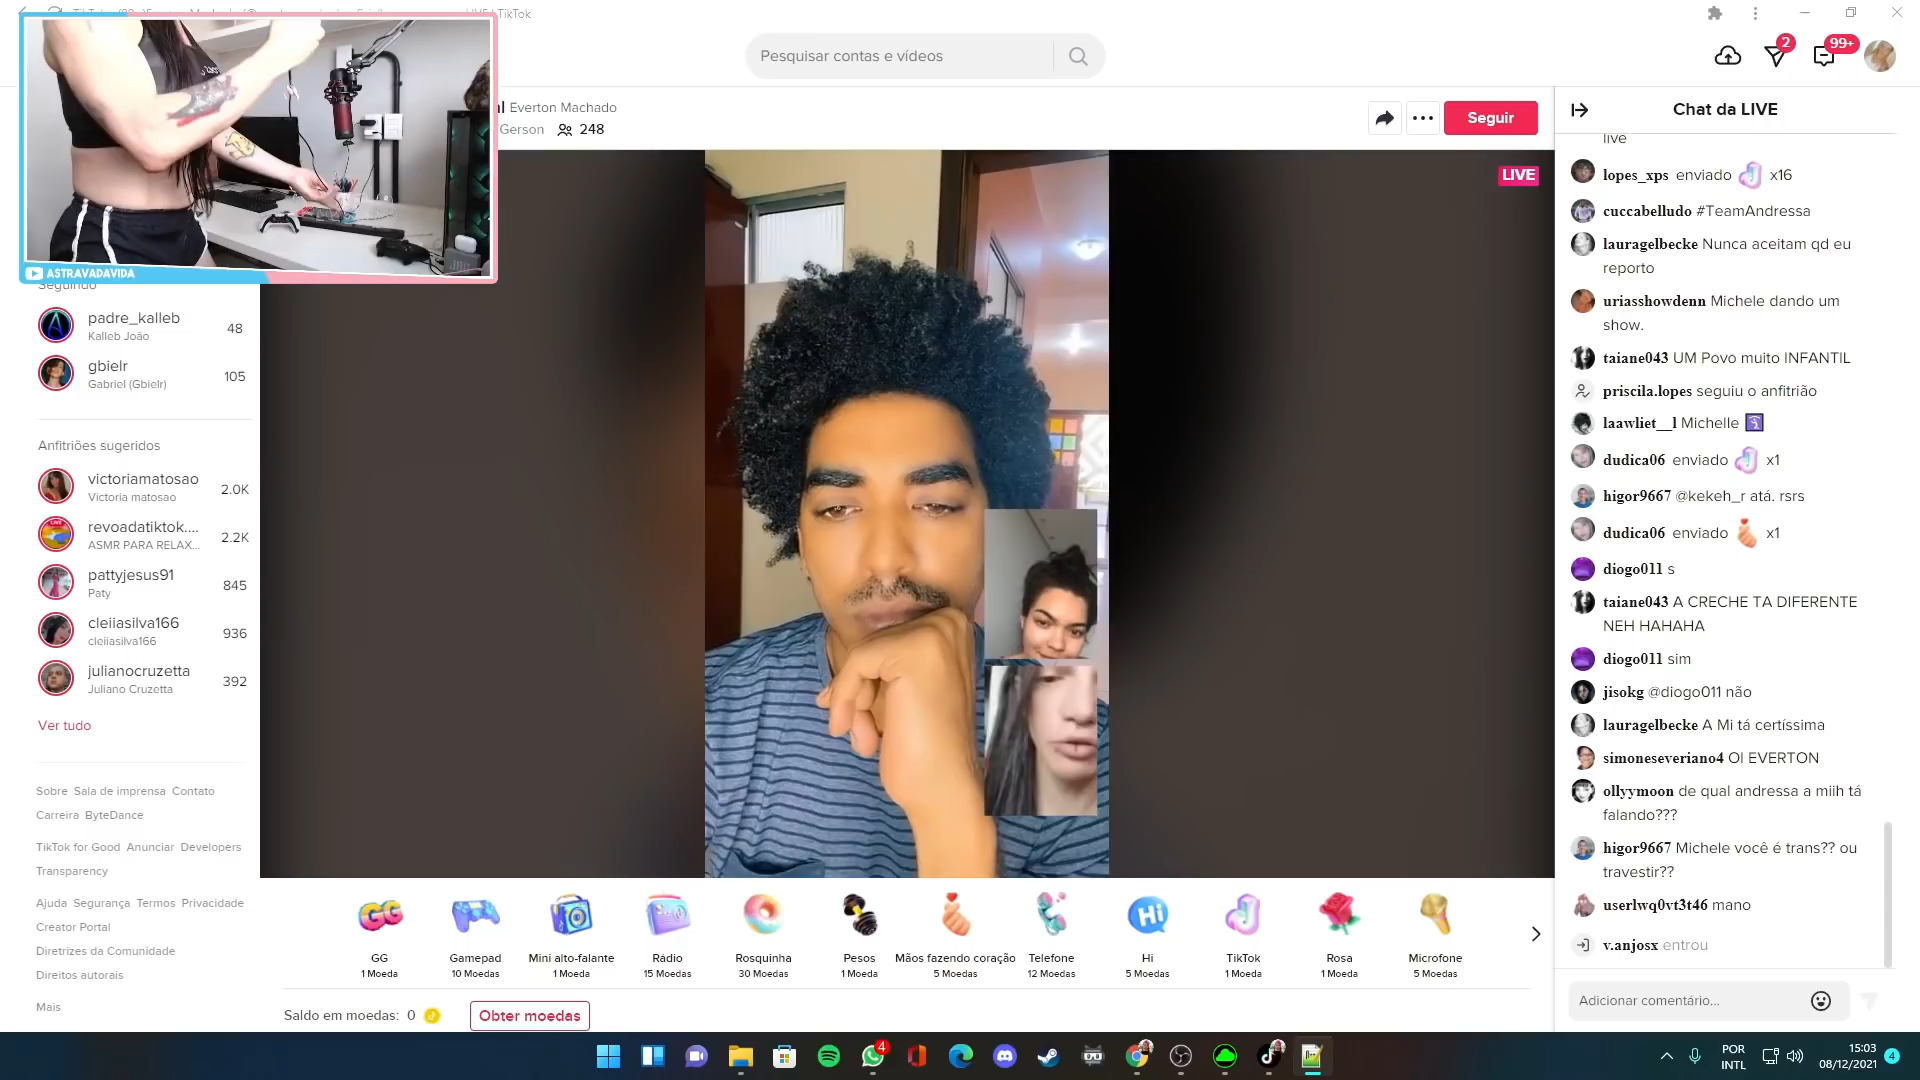 TikTok
Pesquisar contas e vídeos
2
99+
ASTRAVADAVIDA
Everton Machado
Gerson
248
Seguir
LIVE
Seguindo
padre_kalleb
Kalleb João
48
gbielr
Gabriel (Gbielr)
105
Anfitriões sugeridos
victoriamatosao
Victoria matosao
2.0K
revoadatiktok....
ASMR PARA RELAX...
2.2K
pattyjesus91
Paty
845
cleiiasilva166
cleiiasilva166
936
julianocruzetta
Juliano Cruzetta
392
Ver tudo
Sobre Sala de imprensa Contato
Carreira ByteDance
TikTok for Good Anunciar Developers
Transparency
Ajuda Segurança Termos Privacidade
Creator Portal
Diretrizes da Comunidade
Direitos autorais
Mais
GG
1 Moeda
Gamepad
10 Moedas
Mini alto-falante
1 Moeda
Rádio
15 Moedas
Rosquinha
30 Moedas
Pesos
1 Moeda
Mãos fazendo coração
5 Moedas
Telefone
12 Moedas
Hi
Hi
5 Moedas
TikTok
1 Moeda
Rosa
1 Moeda
Microfone
5 Moedas
Saldo em moedas: 0
Obter moedas
Chat da LIVE
live
lopes_xps enviado x16
cuccabelludo #TeamAndressa
lauragelbecke Nunca aceitam qd eu
reporto
uriasshowdenn Michele dando um
show.
taiane043 UM Povo muito INFANTIL
priscila.lopes seguiu o anfitrião
laawliet__l Michelle
dudica06 enviado x1
higor9667 @kekeh_r atá. rsrs
dudica06 enviado x1
diogo011 s
taiane043 A CRECHE TA DIFERENTE
NEH HAHAHA
diogo011 sim
jisokg @diogo011 não
lauragelbecke A Mi tá certíssima
simoneseveriano4 OI EVERTON
ollyymoon de qual andressa a miih tá
falando???
higor9667 Michele você é trans?? ou
travestir??
userlwq0vt3t46 mano
v.anjosx entrou
Adicionar comentário...
4
POR
INTL
15:03
08/12/2021
4